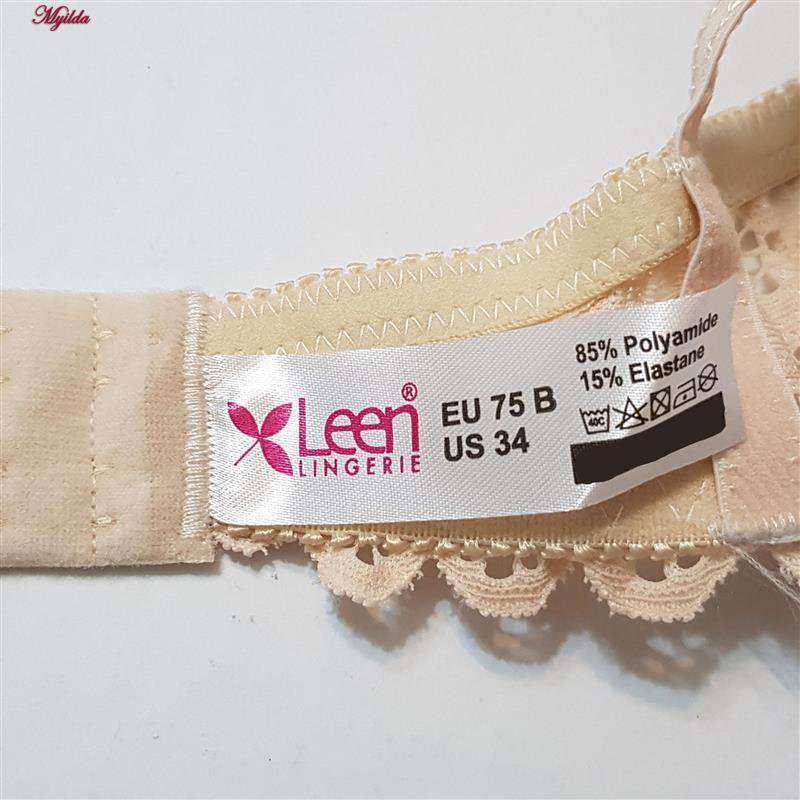 Myilda
Leen®
LINGERIE
EU 75 B
US 34
85% Polyamide
15% Elastane
40C